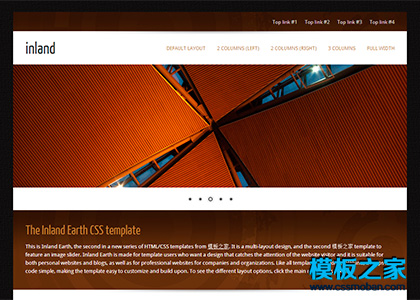 Top link #1 Top link #2 Top link #3 Top link #4
inland
DEFAULT LAYOUT 2 COLUMNS (LEFT) 2 COLUMNS (RIGHT) 3 COLUMNS FULL WIDTH
The Inland Earth CSS template
This is Inland Earth, the second in a new series of HTML/CSS templates from 模板之家. It is a multi-layout design, and the second 模板之家 template to
feature an image slider. Inland Earth is made for template users who want a design that catches the attention of the website visitor and it is suitable for
both personal websites and blogs, as well as for professional websites for companies and organizations. Like all templ
code simple, making the template easy to customize and build upon. To see the different layout options, click the main
模板之家
www.cssmoban.com